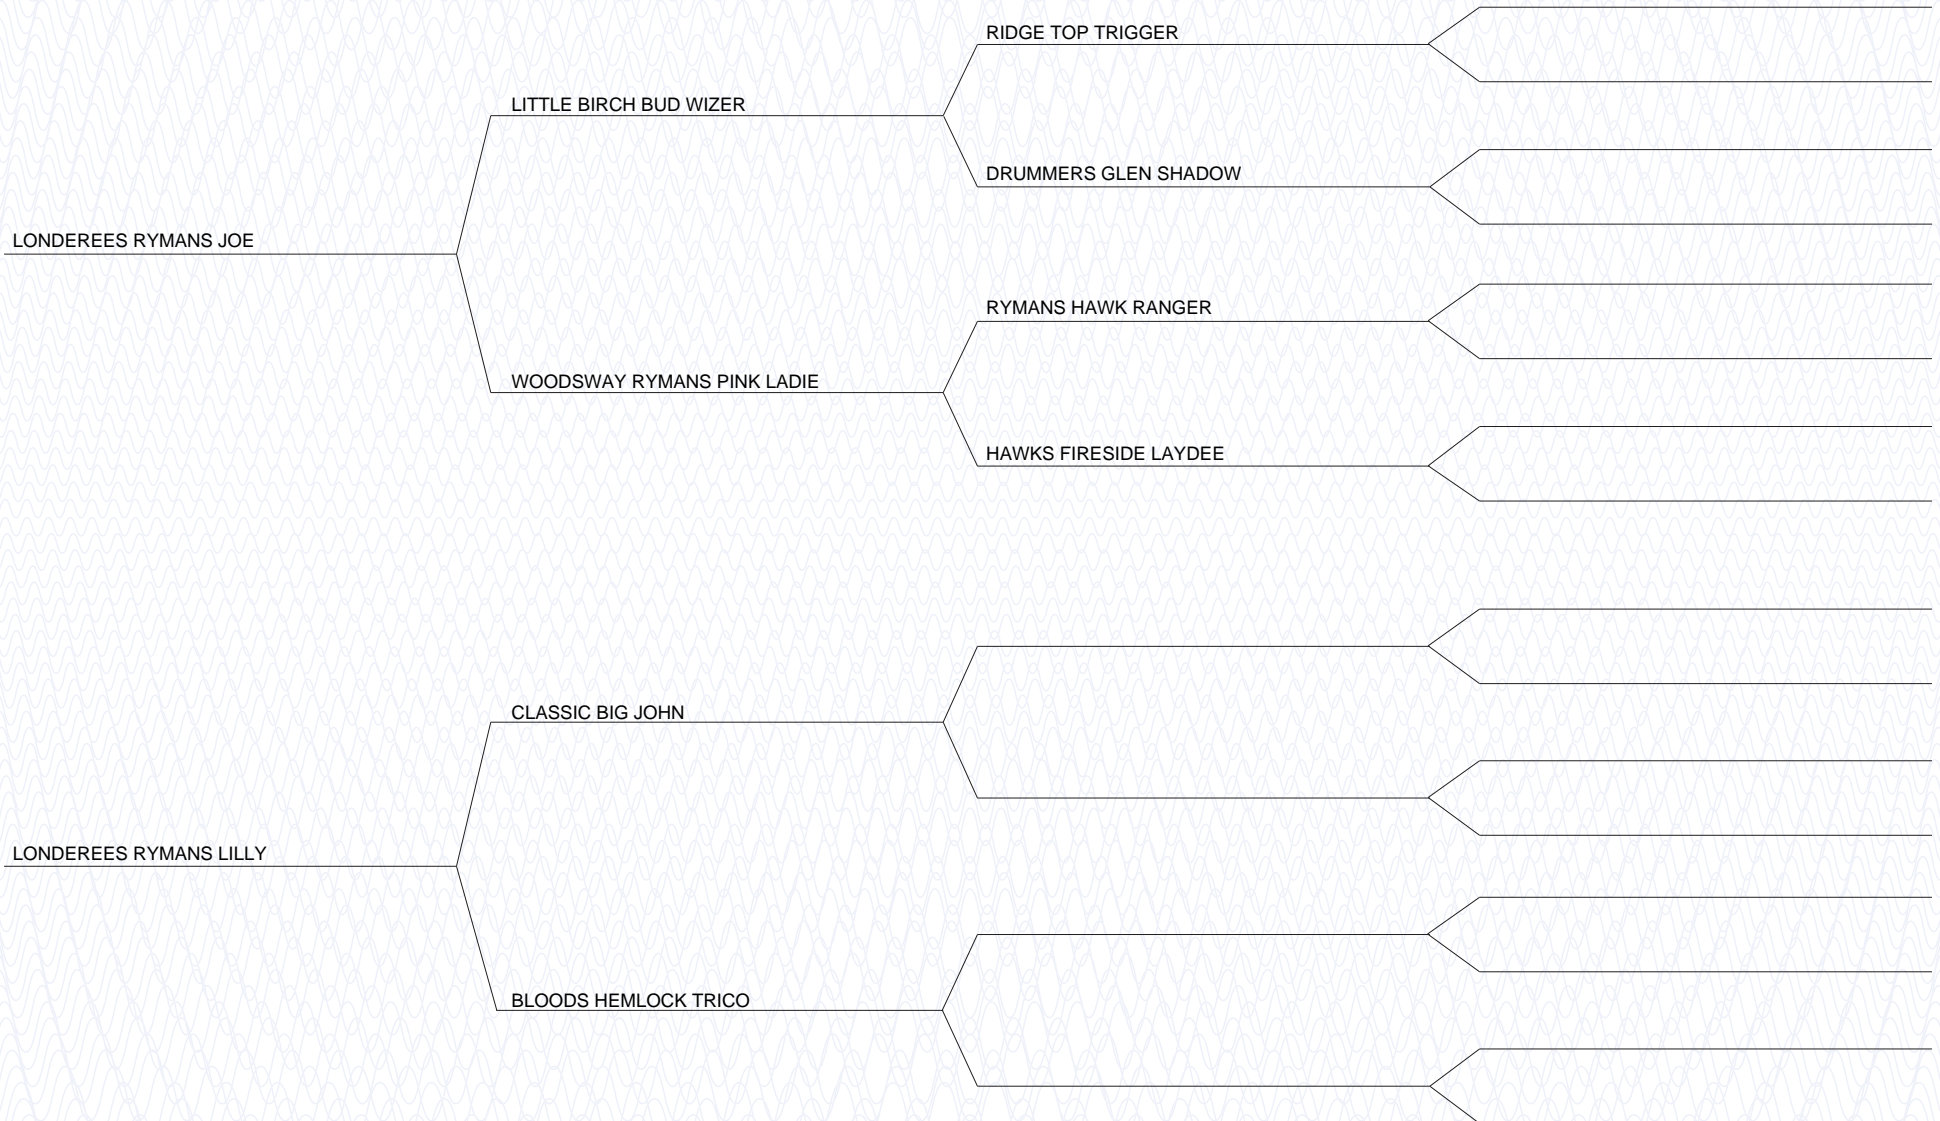 RIDGE TOP TRIGGER
LITTLE BIRCH BUD WIZER
DRUMMERS GLEN SHADOW
LONDEREES RYMANS JOE
RYMANS HAWK RANGER
WOODSWAY RYMANS PINK LADIE
HAWKS FIRESIDE LAYDEE
CLASSIC BIG JOHN
LONDEREES RYMANS LILLY
BLOODS HEMLOCK TRICO